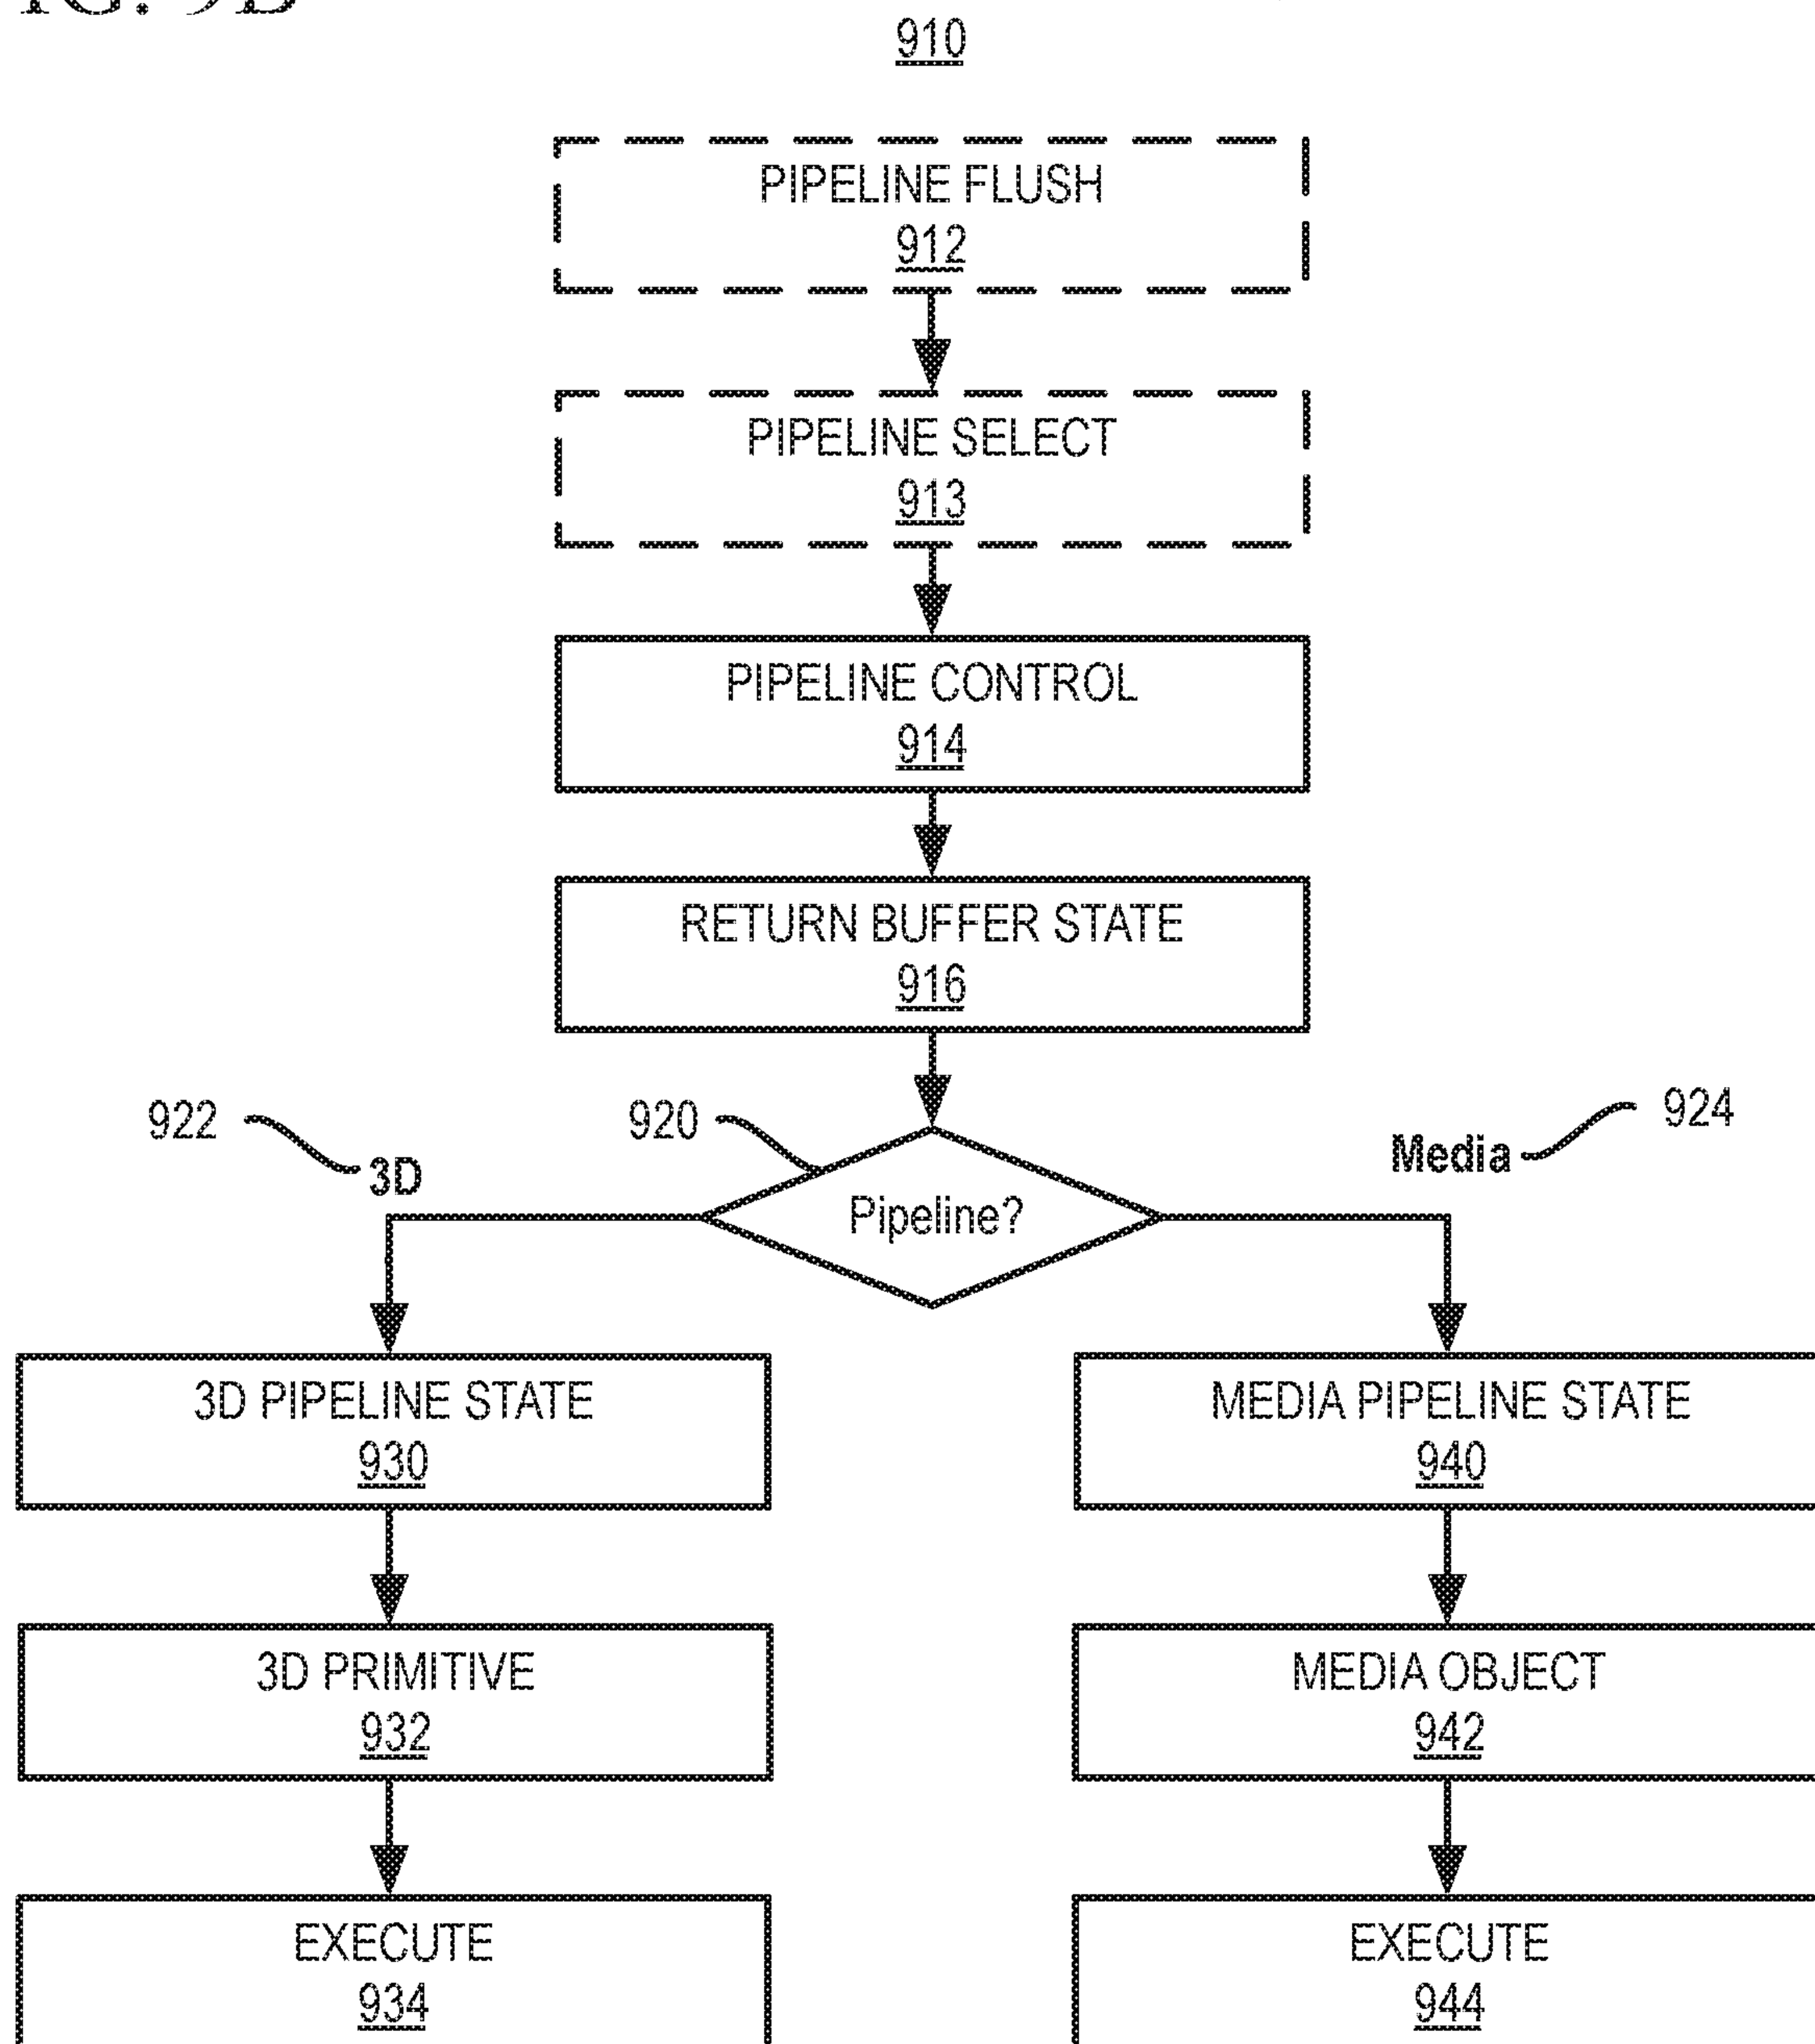 910
PIPELINE FLUSH
912
PIPELINE SELECT
913
PIPELINE CONTROL
914
RETURN BUFFER STATE
916
922
920
924
3D
Media
Pipeline?
3D PIPELINE STATE
930
MEDIA PIPELINE STATE
940
3D PRIMITIVE
932
MEDIA OBJECT
942
EXECUTE
934
EXECUTE
944